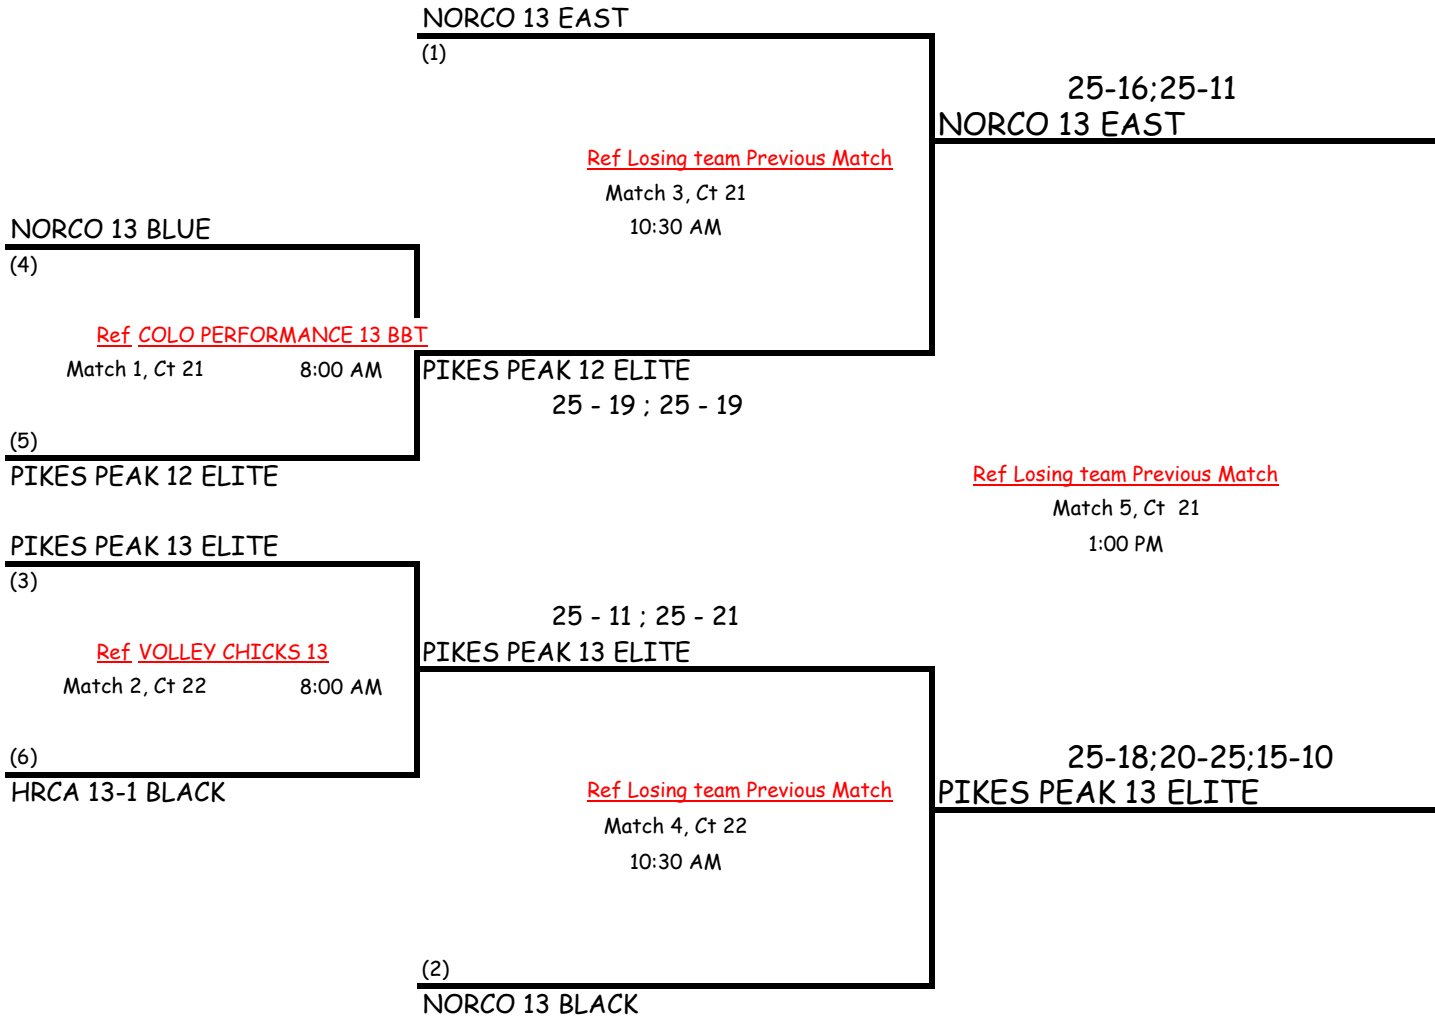 NORCO 13 EAST
(1)
25-16;25-11
NORCO 13 EAST
Ref Losing team Previous Match
Match 3, Ct 21
10:30 AM
NORCO 13 BLUE
(4)
Ref COLO PERFORMANCE 13 BBT
Match 1, Ct 21 8:00 AM
PIKES PEAK 12 ELITE
25 - 19 ; 25 - 19
(5)
PIKES PEAK 12 ELITE
Ref Losing team Previous Match
Match 5, Ct 21
1:00 PM
PIKES PEAK 13 ELITE
(3)
25 - 11 ; 25 - 21
PIKES PEAK 13 ELITE
Ref VOLLEY CHICKS 13
Match 2, Ct 22 8:00 AM
(6)
HRCA 13-1 BLACK
25-18;20-25;15-10
PIKES PEAK 13 ELITE
Ref Losing team Previous Match
Match 4, Ct 22
10:30 AM
(2)
NORCO 13 BLACK